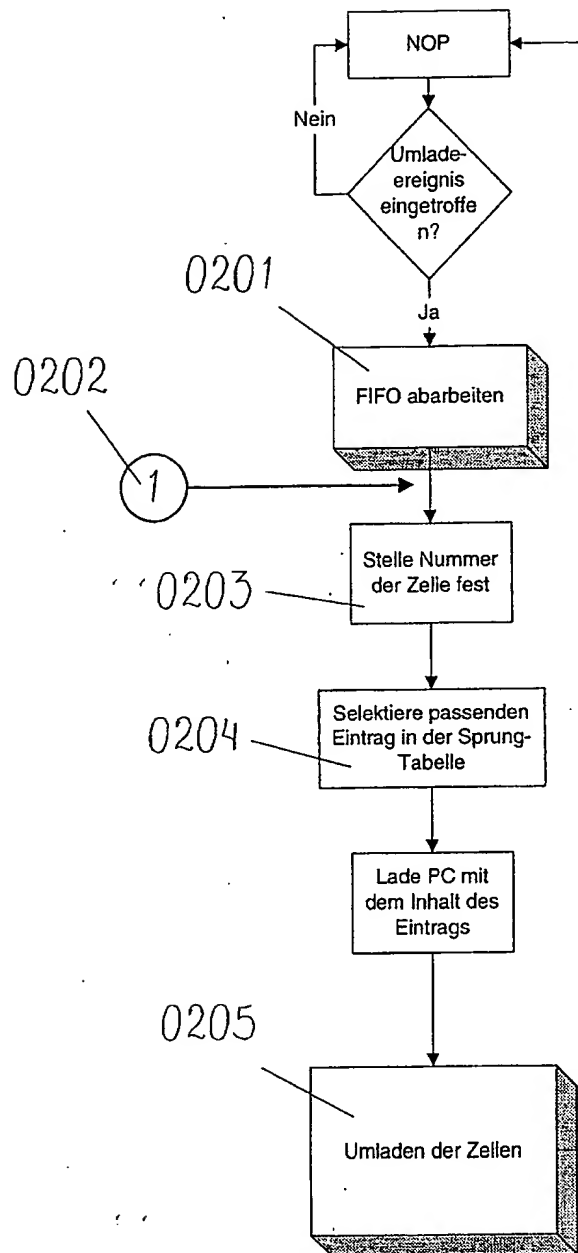 NOP
Nein
Umlade-
ereignis
eingetroffe
n?
Ja
0201
FIFO abarbeiten
0202
1
Stelle Nummer
der Zelle fest
0203
Selektiere passenden
Eintrag in der Sprung-
Tabelle
0204
Lade PC mit
dem Inhalt des
Eintrags
0205
Umladen der Zellen